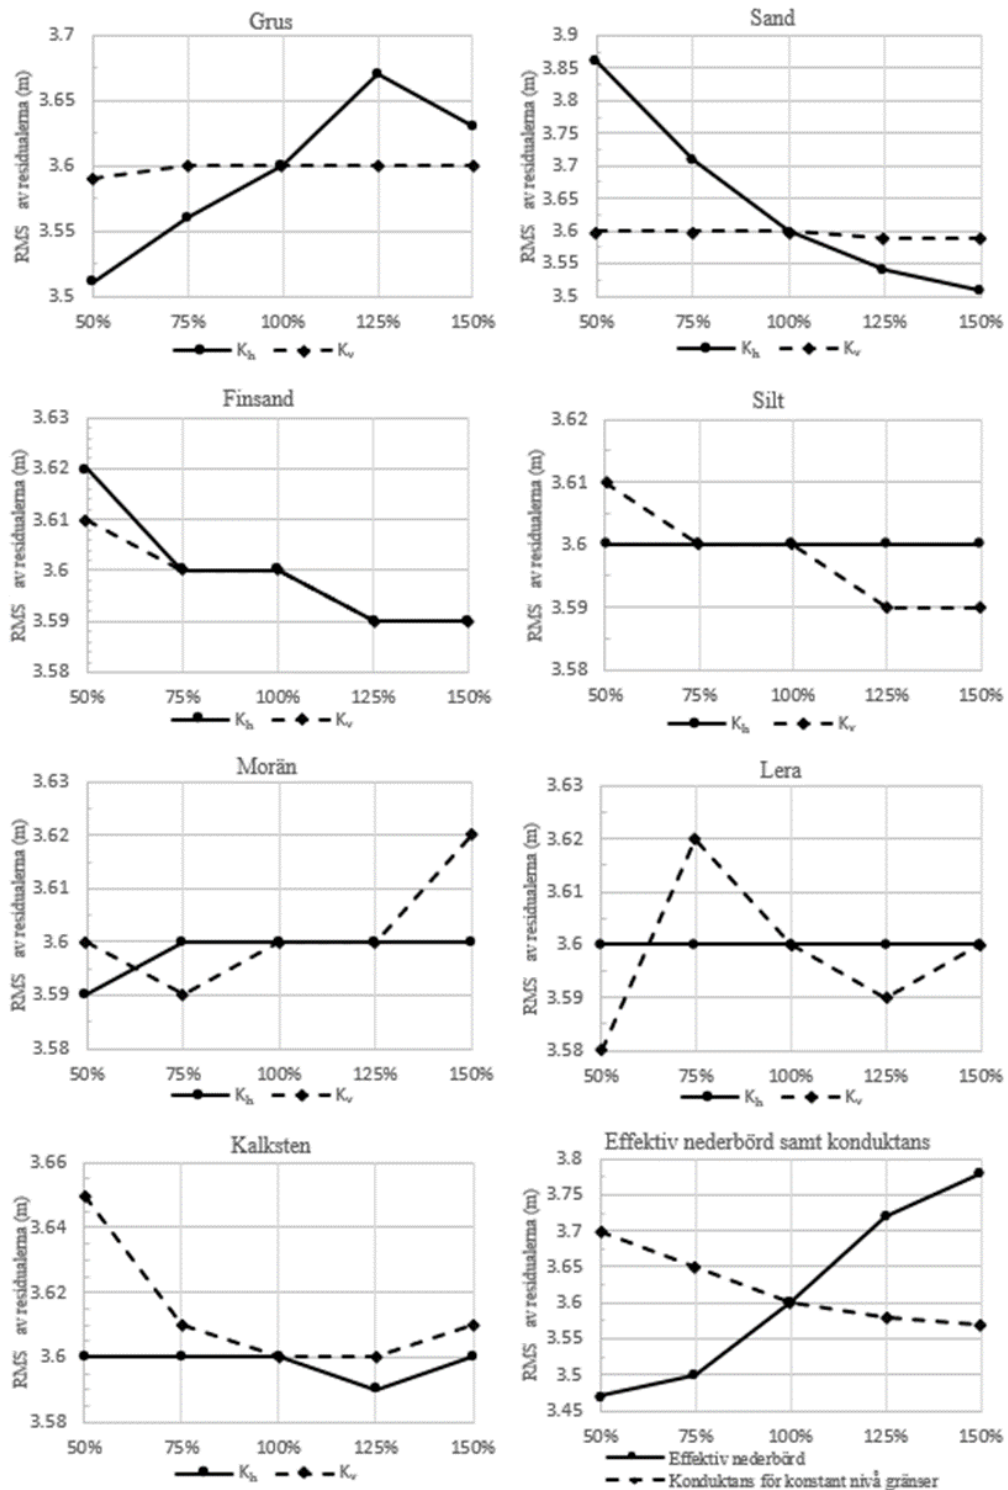 Grus
RMS av residualerna (m)
3.7
3.65
3.6
3.55
3.5
50% 75% 100% 125% 150%
Kh Kv
Sand
RMS av residualerna (m)
3.9
3.85
3.8
3.75
3.7
3.65
3.6
3.55
3.5
50% 75% 100% 125% 150%
Kh Kv
Finsand
RMS av residualerna (m)
3.63
3.62
3.61
3.6
3.59
3.58
50% 75% 100% 125% 150%
Kh Kv
Silt
RMS av residualerna (m)
3.62
3.61
3.6
3.59
3.58
50% 75% 100% 125% 150%
Kh Kv
Morän
RMS av residualerna (m)
3.63
3.62
3.61
3.6
3.59
3.58
50% 75% 100% 125% 150%
Kh Kv
Lera
RMS av residualerna (m)
3.63
3.62
3.61
3.6
3.59
3.58
50% 75% 100% 125% 150%
Kh Kv
Kalksten
RMS av residualerna (m)
3.66
3.64
3.62
3.6
3.58
50% 75% 100% 125% 150%
Kh Kv
Effektiv nederbörd samt konduktans
RMS av residualerna (m)
3.8
3.75
3.7
3.65
3.6
3.55
3.5
3.45
50% 75% 100% 125% 150%
Effektiv nederbörd
Konduktans för konstant nivå gränser